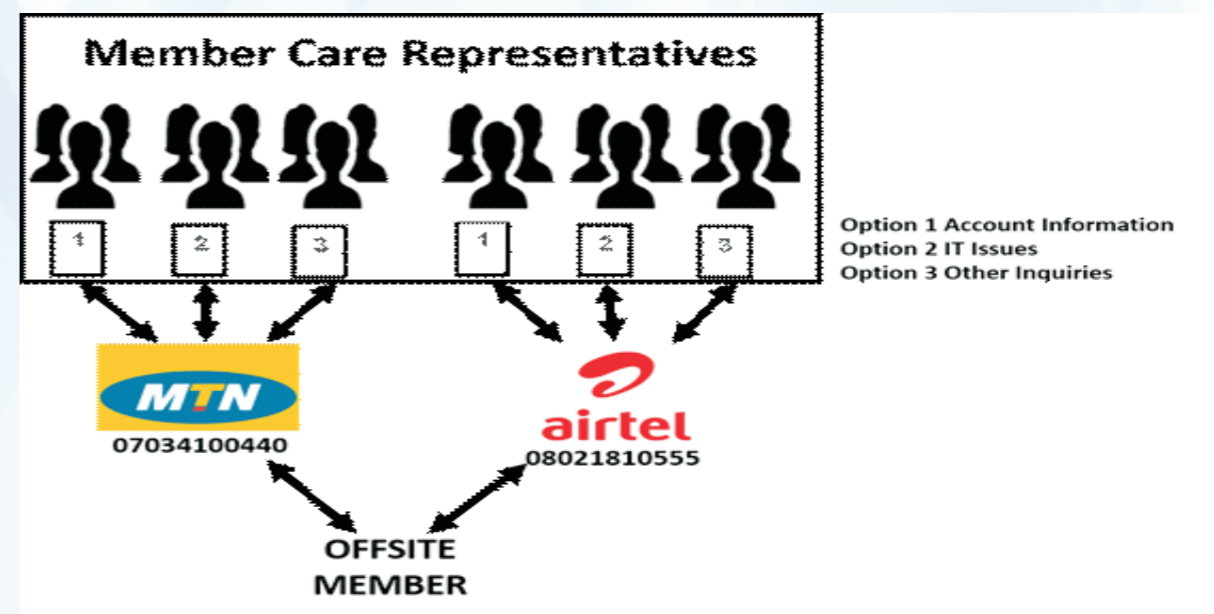 Member Care Representatives
1 2 3 1 2 3
Option 1 Account Information
Option 2 IT Issues
Option 3 Other Inquiries
MTN
07034100440
airtel
08021810555
OFFSITE
MEMBER